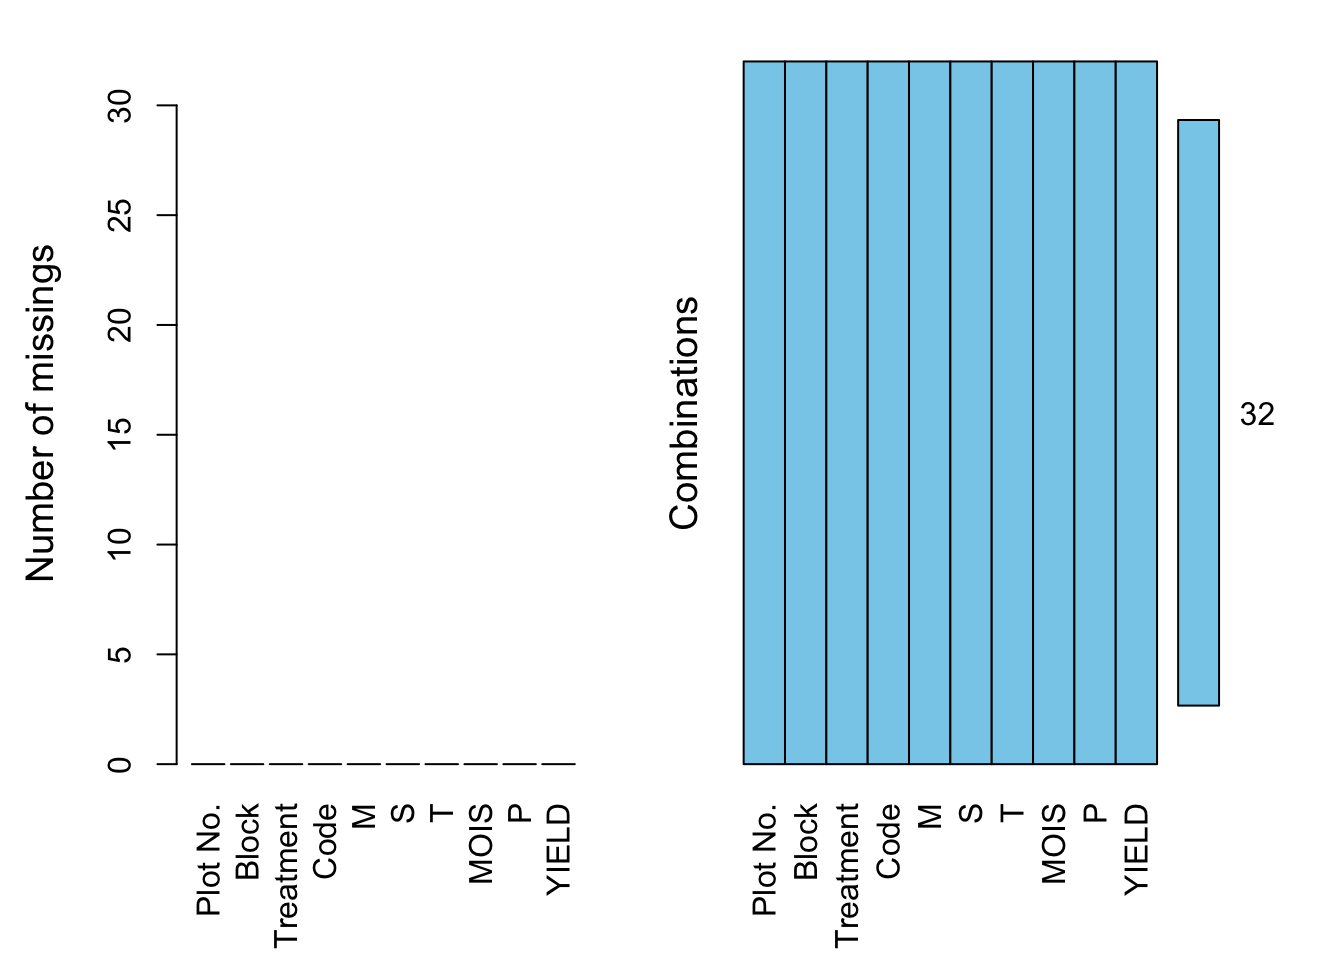 Number of missings
30
25
20
15
10
5
0
Plot No.
Block
Treatment
Code
M
S
T
MOIS
P
YIELD
Combinations
Plot No.
Block
Treatment
Code
M
S
T
MOIS
P
YIELD
32